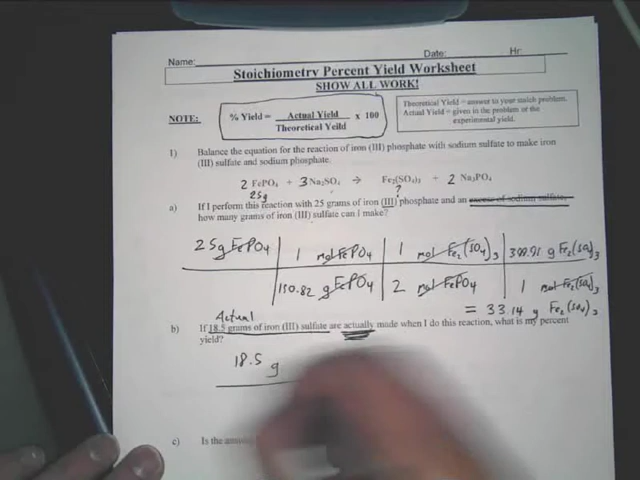 Name: Date: Hr:
Stoichiometry Percent Yield Worksheet
SHOW ALL WORK!
NOTE: % Yield = Actual Yield x 100
Theoretical Yeild
Theoretical Yield = answer to your stoich problem.
Actual Yield = given in the problem or the
experimental yield.
1) Balance the equation for the reaction of iron (III) phosphate with sodium sulfate to make iron
(III) sulfate and sodium phosphate.
2 FePO₄ + 3 Na₂SO₄ → Fe₂(SO₄)₃ + 2 Na₃PO₄
25g ?
a) If I perform this reaction with 25 grams of iron (III) phosphate and an excess of sodium sulfate,
how many grams of iron (III) sulfate can I make?
25g FePO₄ 1 mol FePO₄ 1 mol Fe₂(SO₄)₃ g Fe₂(SO₄)₃
150.82 g FePO₄ 2 mol FePO₄ 1 mol Fe₂(SO₄)₃
= 33.14 g Fe₂(SO₄)₃
Actual
b) If 18.5 grams of iron (III) sulfate are actually made when I do this reaction, what is my percent
yield?
18.5 g
c) Is the